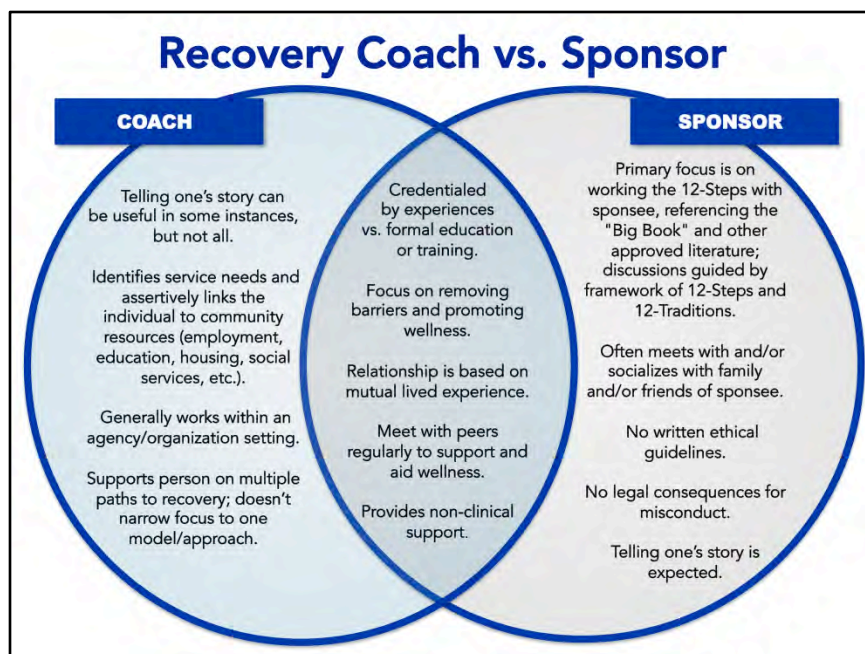 Recovery Coach vs. Sponsor
COACH
Telling one’s story can
be useful in some instances,
but not all.
Identifies service needs and
assertively links the
individual to community
resources (employment,
education, housing, social
services, etc.).
Generally works within an
agency/organization setting.
Supports person on multiple
paths to recovery; doesn’t
narrow focus to one
model/approach.
Credentialed
by experiences
vs. formal education
or training.
Focus on removing
barriers and promoting
wellness.
Relationship is based on
mutual lived experience.
Meet with peers
regularly to support and
aid wellness.
Provides non-clinical
support.
SPONSOR
Primary focus is on
working the 12-Steps with
sponsee, referencing the
"Big Book" and other
approved literature;
discussions guided by
framework of 12-Steps and
12-Traditions.
Often meets with and/or
socializes with family
and/or friends of sponsee.
No written ethical
guidelines.
No legal consequences for
misconduct.
Telling one’s story is
expected.